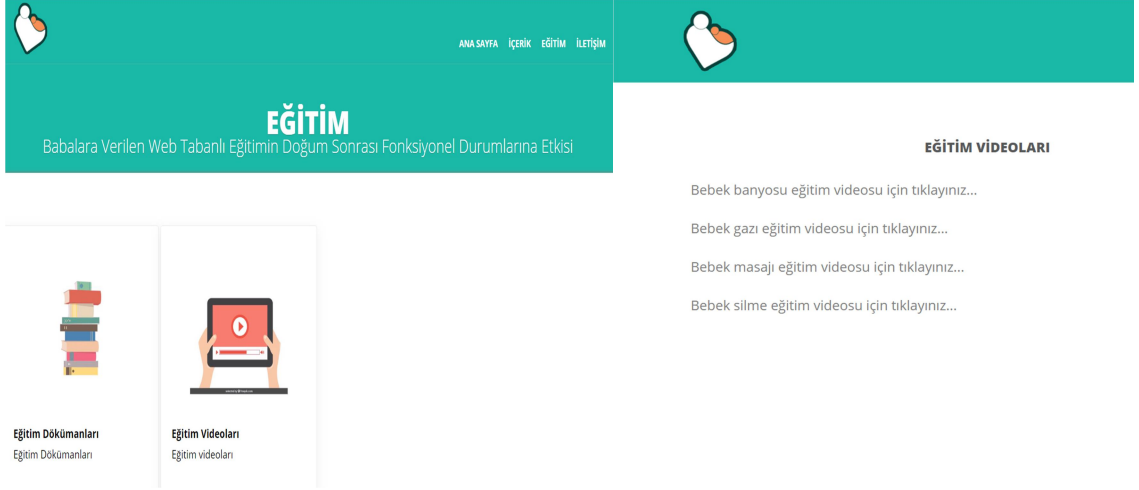 ANA SAYFA İÇERİK EĞİTİM İLETİŞİM
EĞİTİM
Babalara Verilen Web Tabanlı Eğitimin Doğum Sonrası Fonksiyonel Durumlarına Etkisi
Eğitim Dökümanları
Eğitim Dökümanları
Eğitim Videoları
Eğitim videoları
EĞİTİM VİDEOLARI
Bebek banyosu eğitim videosu için tıklayınız...
Bebek gazı eğitim videosu için tıklayınız...
Bebek masajı eğitim videosu için tıklayınız...
Bebek silme eğitim videosu için tıklayınız...